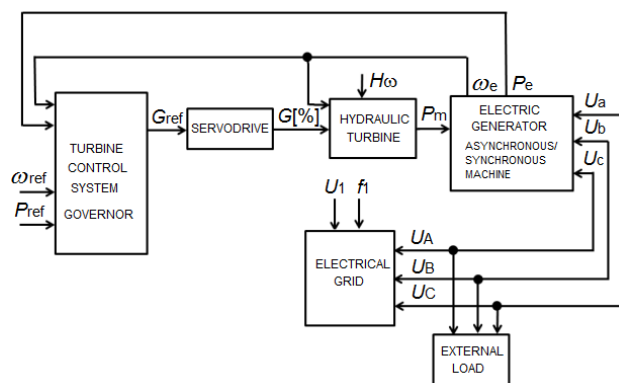 ωe
Pe
Hω
TURBINE
CONTROL
SYSTEM
GOVERNOR
Gref
SERVODRIVE
G[%]
HYDRAULIC
TURBINE
Pm
ELECTRIC
GENERATOR
ASYNCHRONOUS/
SYNCHRONOUS
MACHINE
Ua
Ub
Uc
ωref
Pref
U1
f1
ELECTRICAL
GRID
UA
UB
UC
EXTERNAL
LOAD